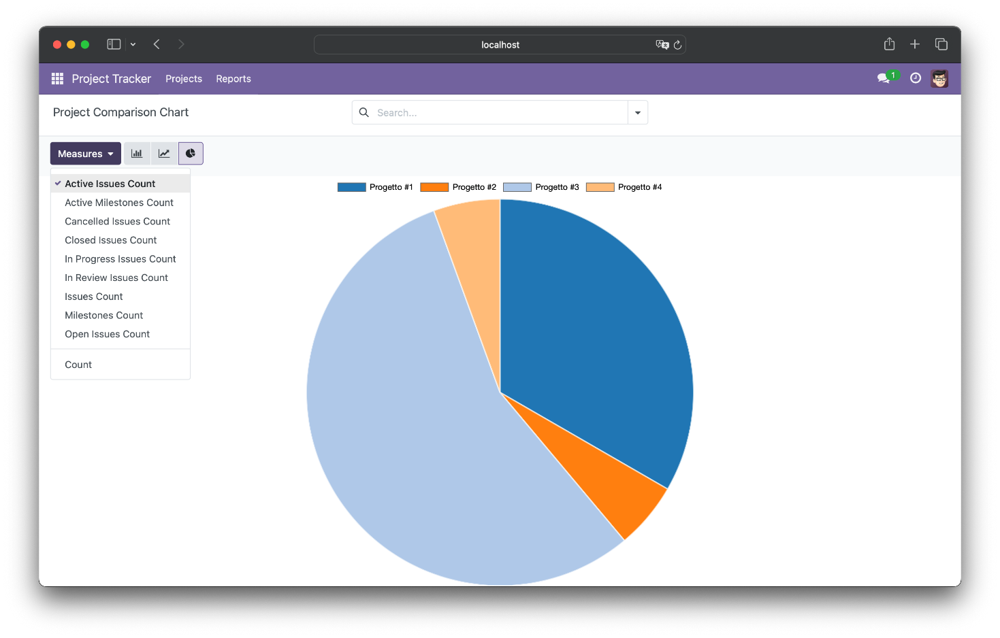 localhost
Project Tracker Projects Reports
1
Project Comparison Chart
Search...
Measures
Active Issues Count
Active Milestones Count
Cancelled Issues Count
Closed Issues Count
In Progress Issues Count
In Review Issues Count
Issues Count
Milestones Count
Open Issues Count
Count
Progetto #1 Progetto #2 Progetto #3 Progetto #4